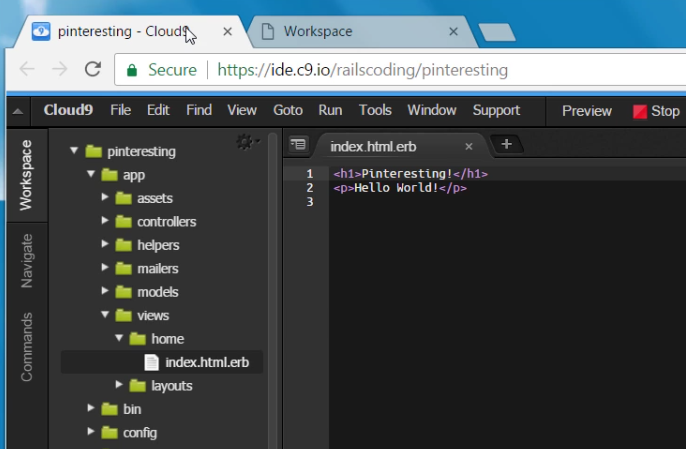 pinteresting - Cloud9 Workspace
Secure https://ide.c9.io/railscoding/pinteresting
Cloud9 File Edit Find View Goto Run Tools Window Support Preview Stop
Workspace
Navigate
Commands
pinteresting
app
assets
controllers
helpers
mailers
models
views
home
index.html.erb
layouts
bin
config
index.html.erb
1 <h1>Pinteresting!</h1>
2 <p>Hello World!</p>
3